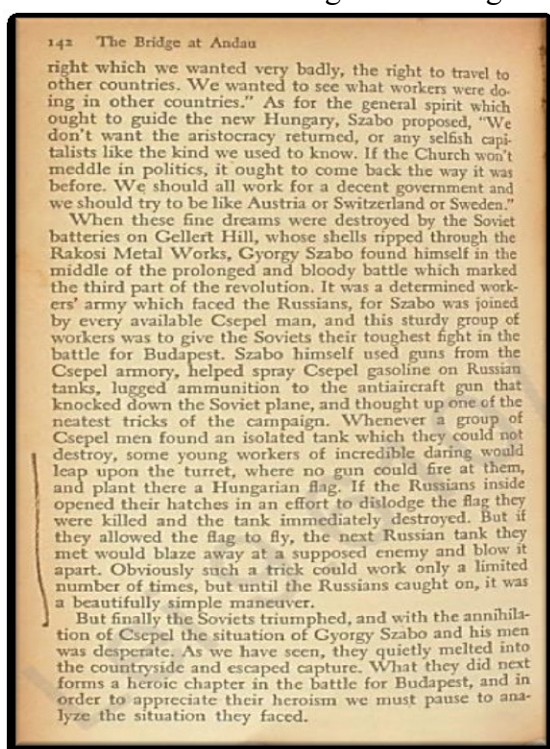 142 The Bridge at Andau
right which we wanted very badly, the right to travel to
other countries. We wanted to see what workers were do-
ing in other countries." As for the general spirit which
ought to guide the new Hungary, Szabo proposed, "We
don't want the aristocracy returned, or any selfish capi-
talists like the kind we used to know. If the Church won't
meddle in politics, it ought to come back the way it was
before. We should all work for a decent government and
we should try to be like Austria or Switzerland or Sweden."
When these fine dreams were destroyed by the Soviet
batteries on Gellert Hill, whose shells ripped through the
Rakosi Metal Works, Gyorgy Szabo found himself in the
middle of the prolonged and bloody battle which marked
the third part of the revolution. It was a determined work-
ers' army which faced the Russians, for Szabo was joined
by every available Csepel man, and this sturdy group of
workers was to give the Soviets their toughest fight in the
battle for Budapest. Szabo himself used guns from the
Csepel armory, helped spray Csepel gasoline on Russian
tanks, lugged ammunition to the antiaircraft gun that
knocked down the Soviet plane, and thought up one of the
neatest tricks of the campaign. Whenever a group of
Csepel men found an isolated tank which they could not
destroy, some young workers of incredible daring would
leap upon the turret, where no gun could fire at them,
and plant there a Hungarian flag. If the Russians inside
opened their hatches in an effort to dislodge the flag they
were killed and the tank immediately destroyed. But if
they allowed the flag to fly, the next Russian tank they
met would blaze away at a supposed enemy and blow it
apart. Obviously such a trick could work only a limited
number of times, but until the Russians caught on, it was
a beautifully simple maneuver.
But finally the Soviets triumphed, and with the annihila-
tion of Csepel the situation of Gyorgy Szabo and his men
was desperate. As we have seen, they quietly melted into
the countryside and escaped capture. What they did next
forms a heroic chapter in the battle for Budapest, and in
order to appreciate their heroism we must pause to ana-
lyze the situation they faced.